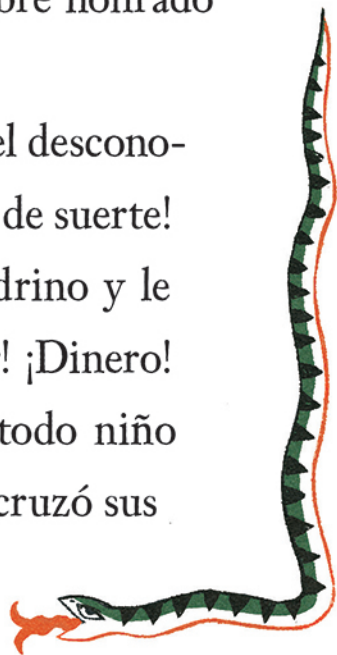 bre honrado
el descono-
de suerte!
drino y le
! ¡Dinero!
todo niño
cruzó sus